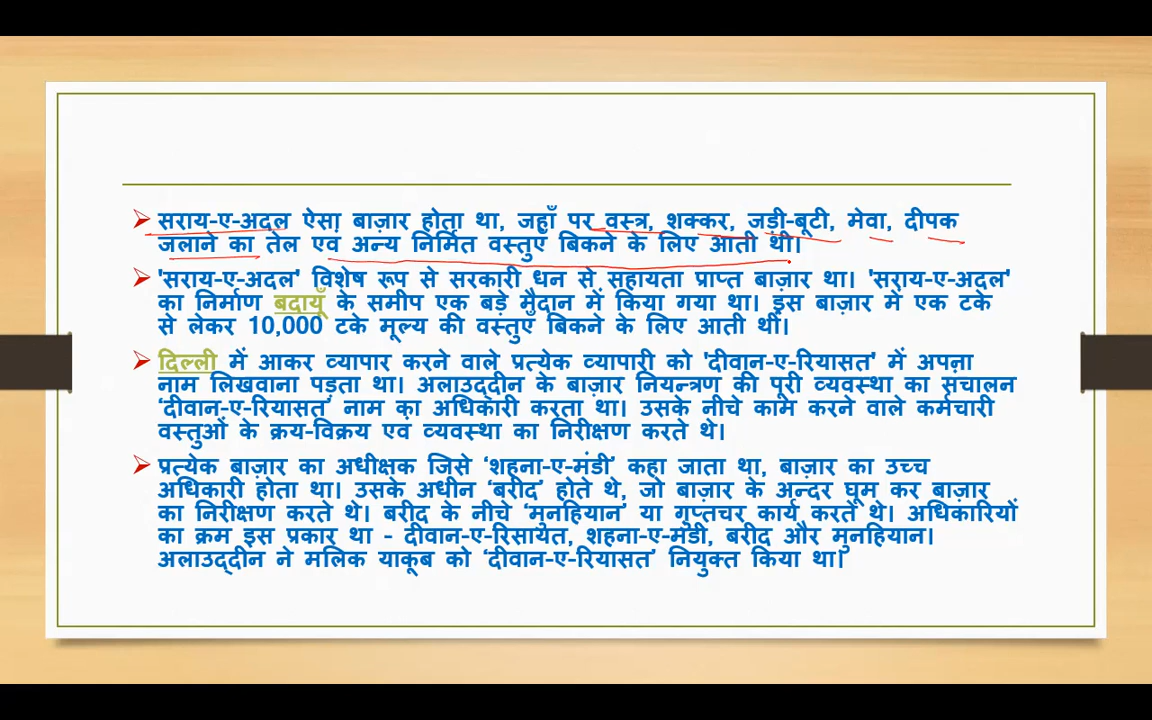 सराय-ए-अदल ऐसा बाज़ार होता था, जहाँ पर वस्त्र, शक्कर, जड़ी-बूटी, मेवा, दीपक
जलाने का तेल एवं अन्य निर्मित वस्तुएँ बिकने के लिए आती थी।
'सराय-ए-अदल' विशेष रूप से सरकारी धन से सहायता प्राप्त बाज़ार था। 'सराय-ए-अदल'
का निर्माण बदायूँ के समीप एक बड़े मैदान में किया गया था। इस बाज़ार में एक टके
से लेकर 10,000 टके मूल्य की वस्तुएँ बिकने के लिए आती थीं।
दिल्ली में आकर व्यापार करने वाले प्रत्येक व्यापारी को 'दीवान-ए-रियासत' में अपना
नाम लिखवाना पड़ता था। अलाउद्दीन के बाज़ार नियन्त्रण की पूरी व्यवस्था का संचालन
‘दीवान-ए-रियासत’ नाम का अधिकारी करता था। उसके नीचे काम करने वाले कर्मचारी
वस्तुओं के क्रय-विक्रय एवं व्यवस्था का निरीक्षण करते थे।
प्रत्येक बाज़ार का अधीक्षक जिसे ‘शहना-ए-मंडी’ कहा जाता था, बाज़ार का उच्च
अधिकारी होता था। उसके अधीन ‘बरीद’ होते थे, जो बाज़ार के अन्दर घूम कर बाज़ार
का निरीक्षण करते थे। बरीद के नीचे ‘मुनहियान’ या गुप्तचर कार्य करते थे। अधिकारियों
का क्रम इस प्रकार था - दीवान-ए-रिसायत, शहना-ए-मंडी, बरीद और मुनहियान।
अलाउद्दीन ने मलिक याकूब को ‘दीवान-ए-रियासत’ नियुक्त किया था।